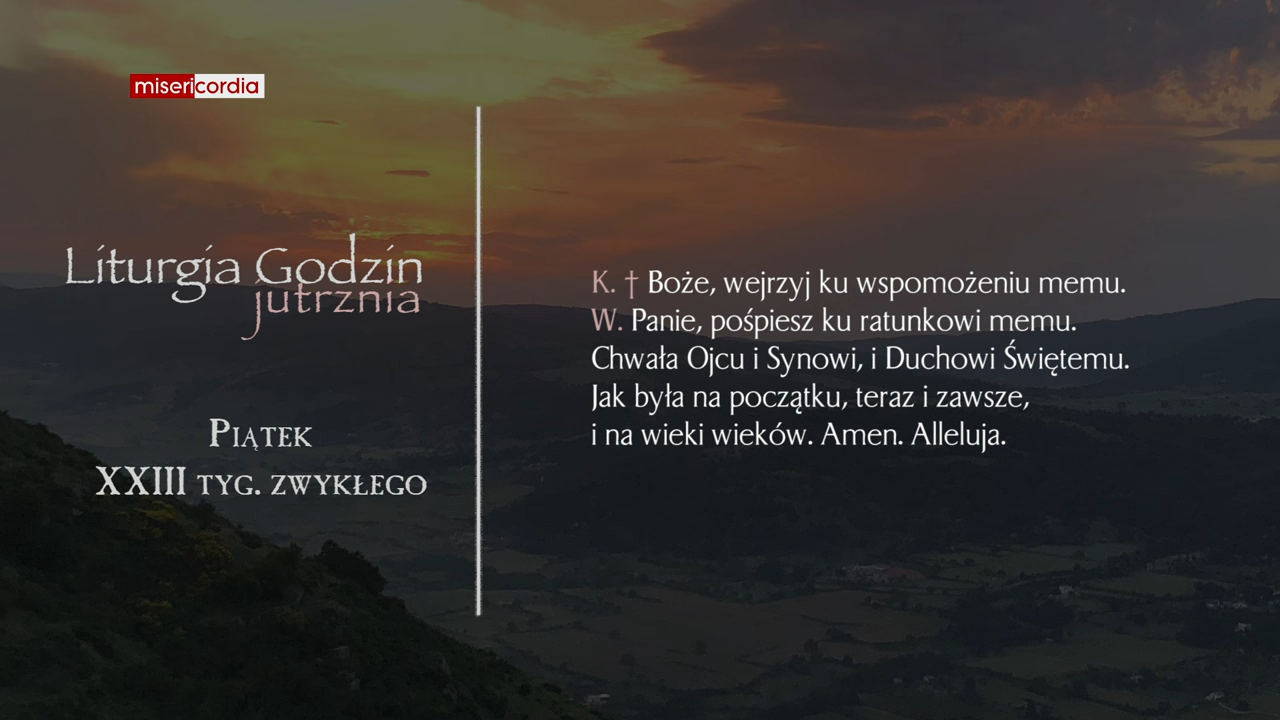 misericordia
Liturgia Godzin
jutrznia
Piątek
XXIII tyg. zwykłego
K. † Boże, wejrzyj ku wspomożeniu memu.
W. Panie, pośpiesz ku ratunkowi memu.
Chwała Ojcu i Synowi, i Duchowi Świętemu.
Jak była na początku, teraz i zawsze,
i na wieki wieków. Amen. Alleluja.